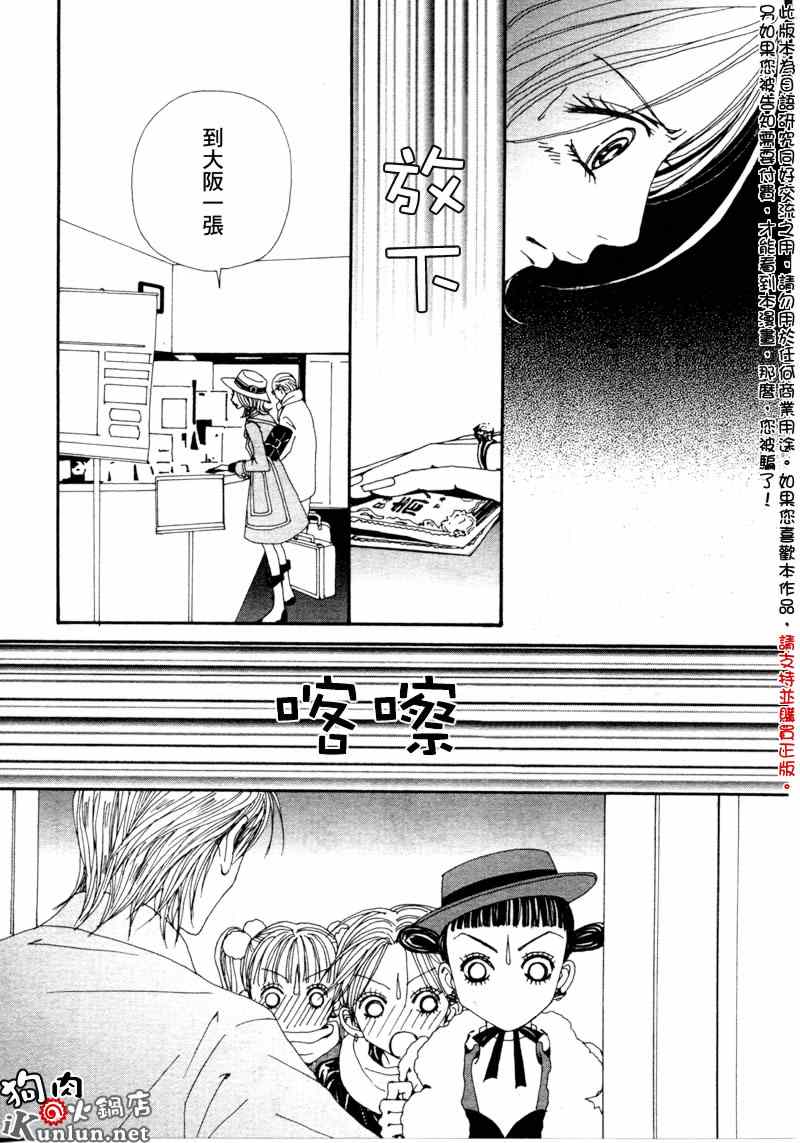 此版本為日語研究同好交流之用，請勿用於任何商業用途。如果您喜歡本作品，請支持並購買正版。
另如果您被告知需要付費，才能看到本漫畫，那麼，您被騙了！
放下
到大阪一張
喀嚓
狗肉
火鍋店
iKunlun.net